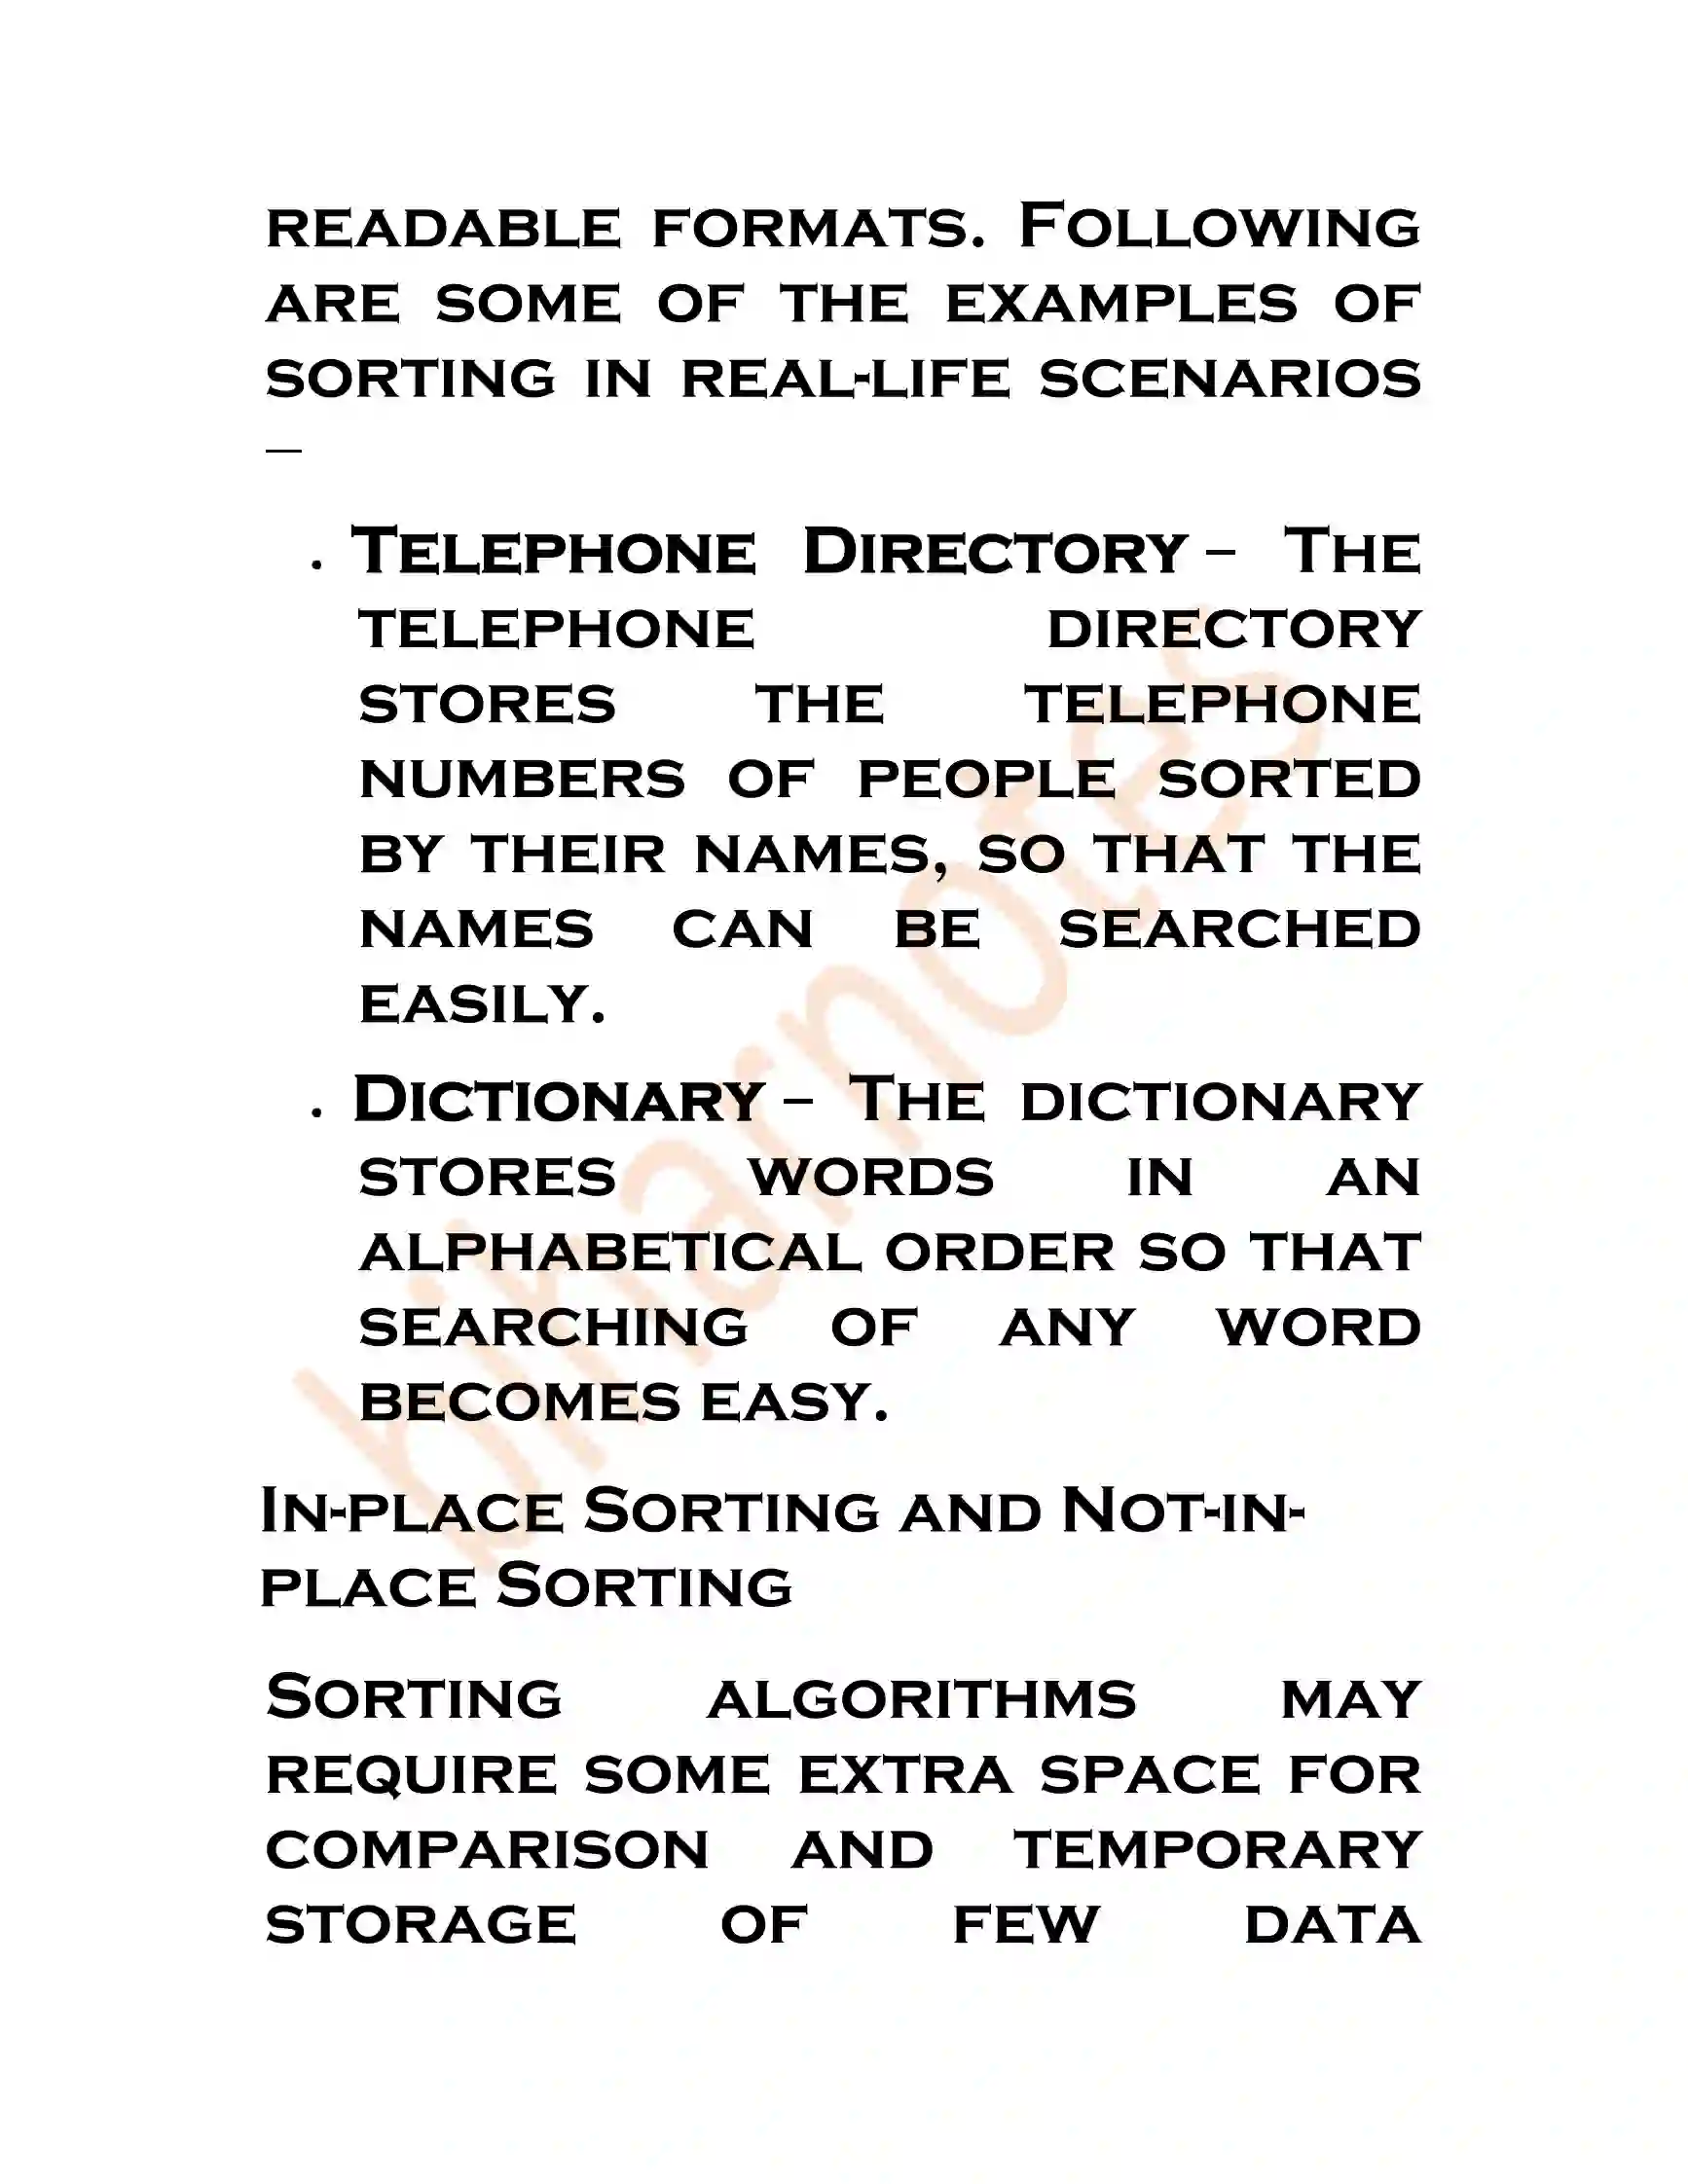 readable formats. Following
are some of the examples of
sorting in real-life scenarios
–
• Telephone Directory – The
telephone directory
stores the telephone
numbers of people sorted
by their names, so that the
names can be searched
easily.
• Dictionary – The dictionary
stores words in an
alphabetical order so that
searching of any word
becomes easy.
In-place Sorting and Not-in-
place Sorting
Sorting algorithms may
require some extra space for
comparison and temporary
storage of few data
biharnotes